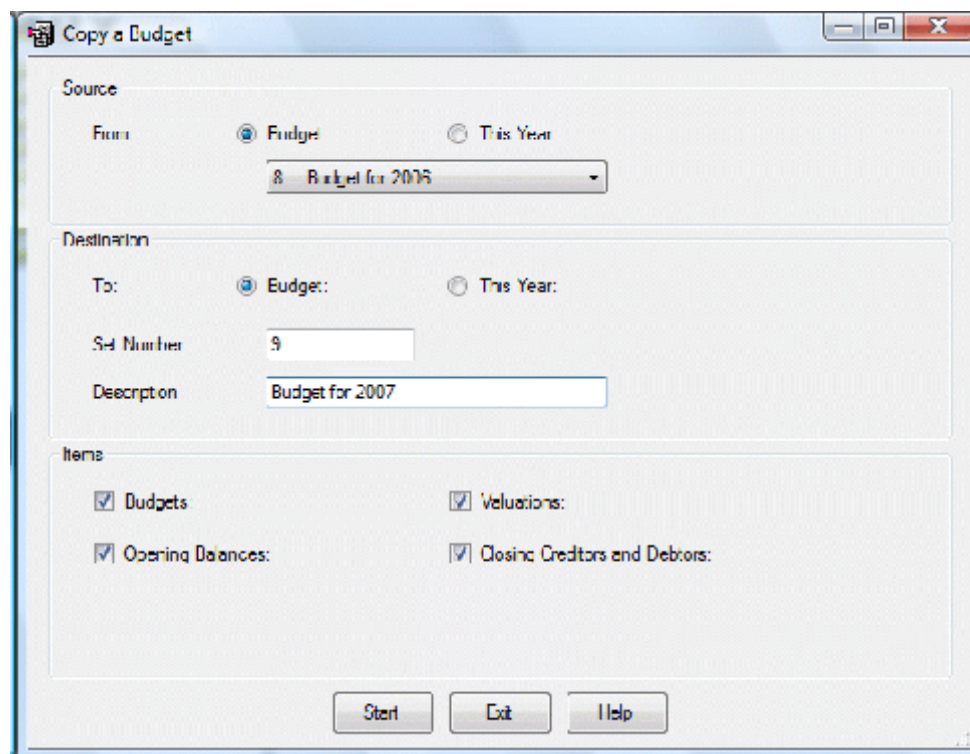 Copy a Budget
Source
From Budget This Year
8 Budget for 2006
Destination
To: Budget: This Year:
Set Number 9
Description Budget for 2007
Items
Budgets Valuations:
Opening Balances: Closing Creditors and Debtors:
Start Exit Help